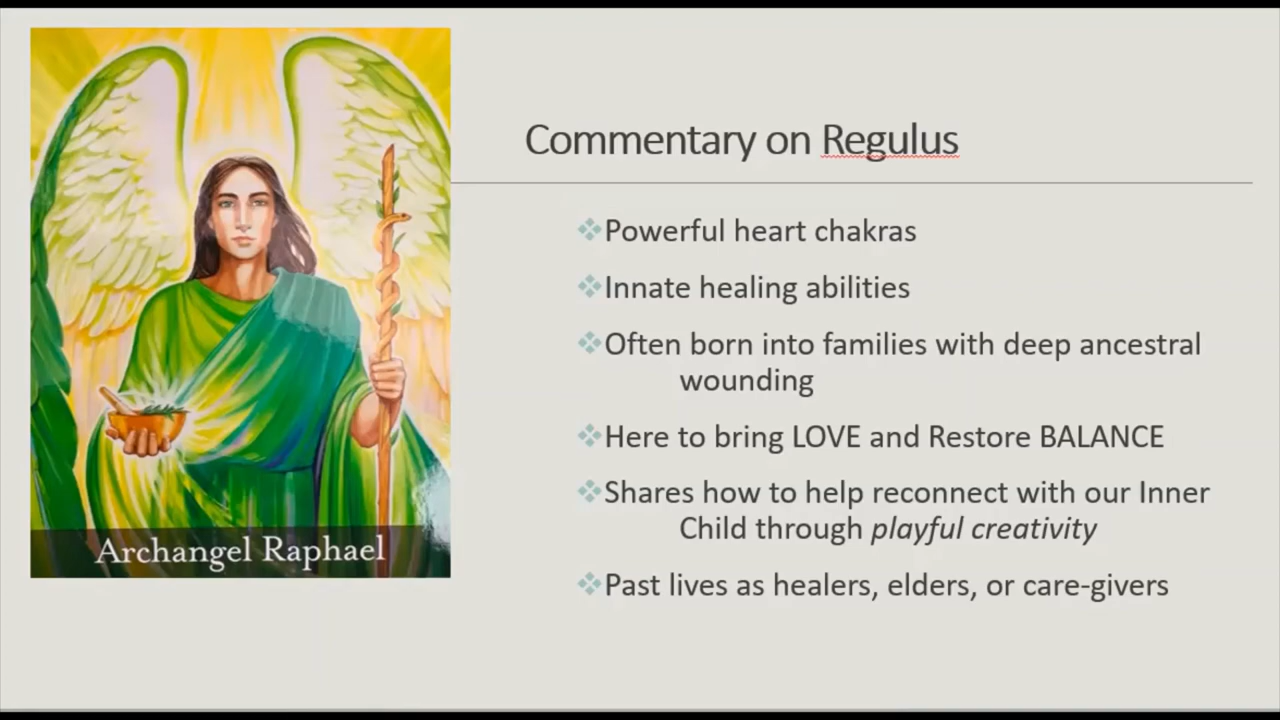 Commentary on Regulus
Powerful heart chakras
Innate healing abilities
Often born into families with deep ancestral
wounding
Here to bring LOVE and Restore BALANCE
Shares how to help reconnect with our Inner
Child through playful creativity
Past lives as healers, elders, or care-givers
Archangel Raphael